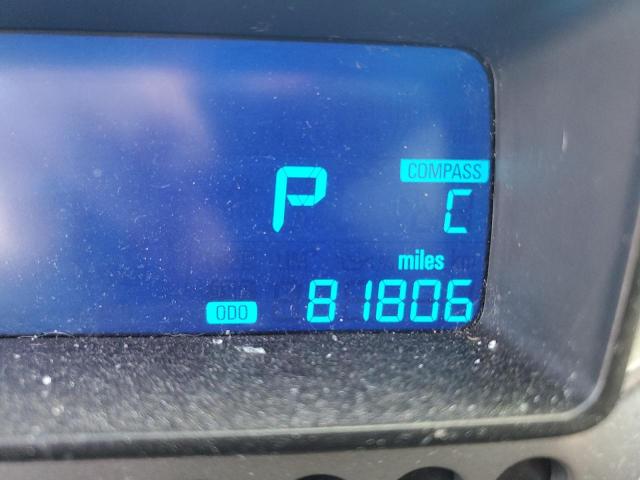 COMPASS
P C
miles
ODO 81806